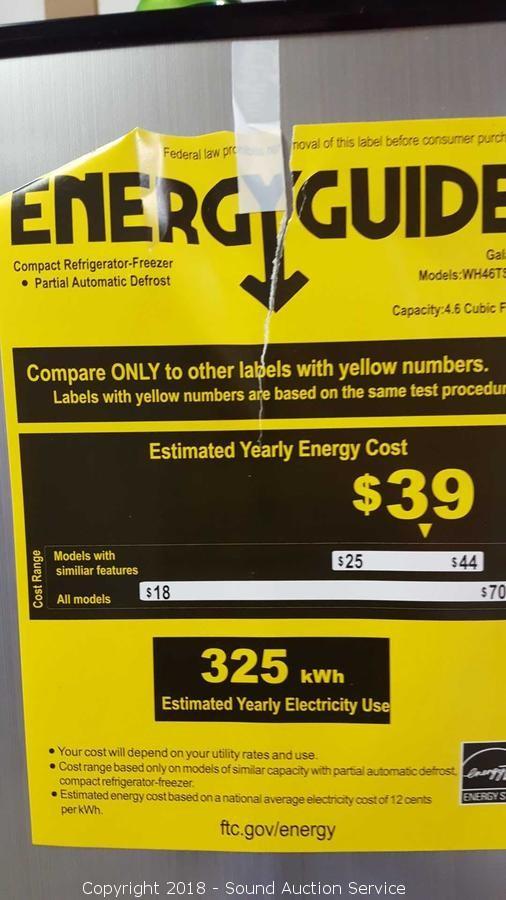 Federal law moval of this label before consumer purch
ENERGYGUIDE
Compact Refrigerator-Freezer
• Partial Automatic Defrost
Gal
Models:WH46TS
Capacity:4.6 Cubic F
Compare ONLY to other labels with yellow numbers.
Labels with yellow numbers are based on the same test procedur
Estimated Yearly Energy Cost
$39
Cost Range
Models with
similiar features
$25 $44
All models $18 $70
325 kWh
Estimated Yearly Electricity Use
• Your cost will depend on your utility rates and use.
• Cost range based only on models of similar capacity with partial automatic defrost,
compact refrigerator-freezer.
• Estimated energy cost based on a national average electricity cost of 12 cents
per kWh.
energy
ENERGY S
ftc.gov/energy
Copyright 2018 - Sound Auction Service